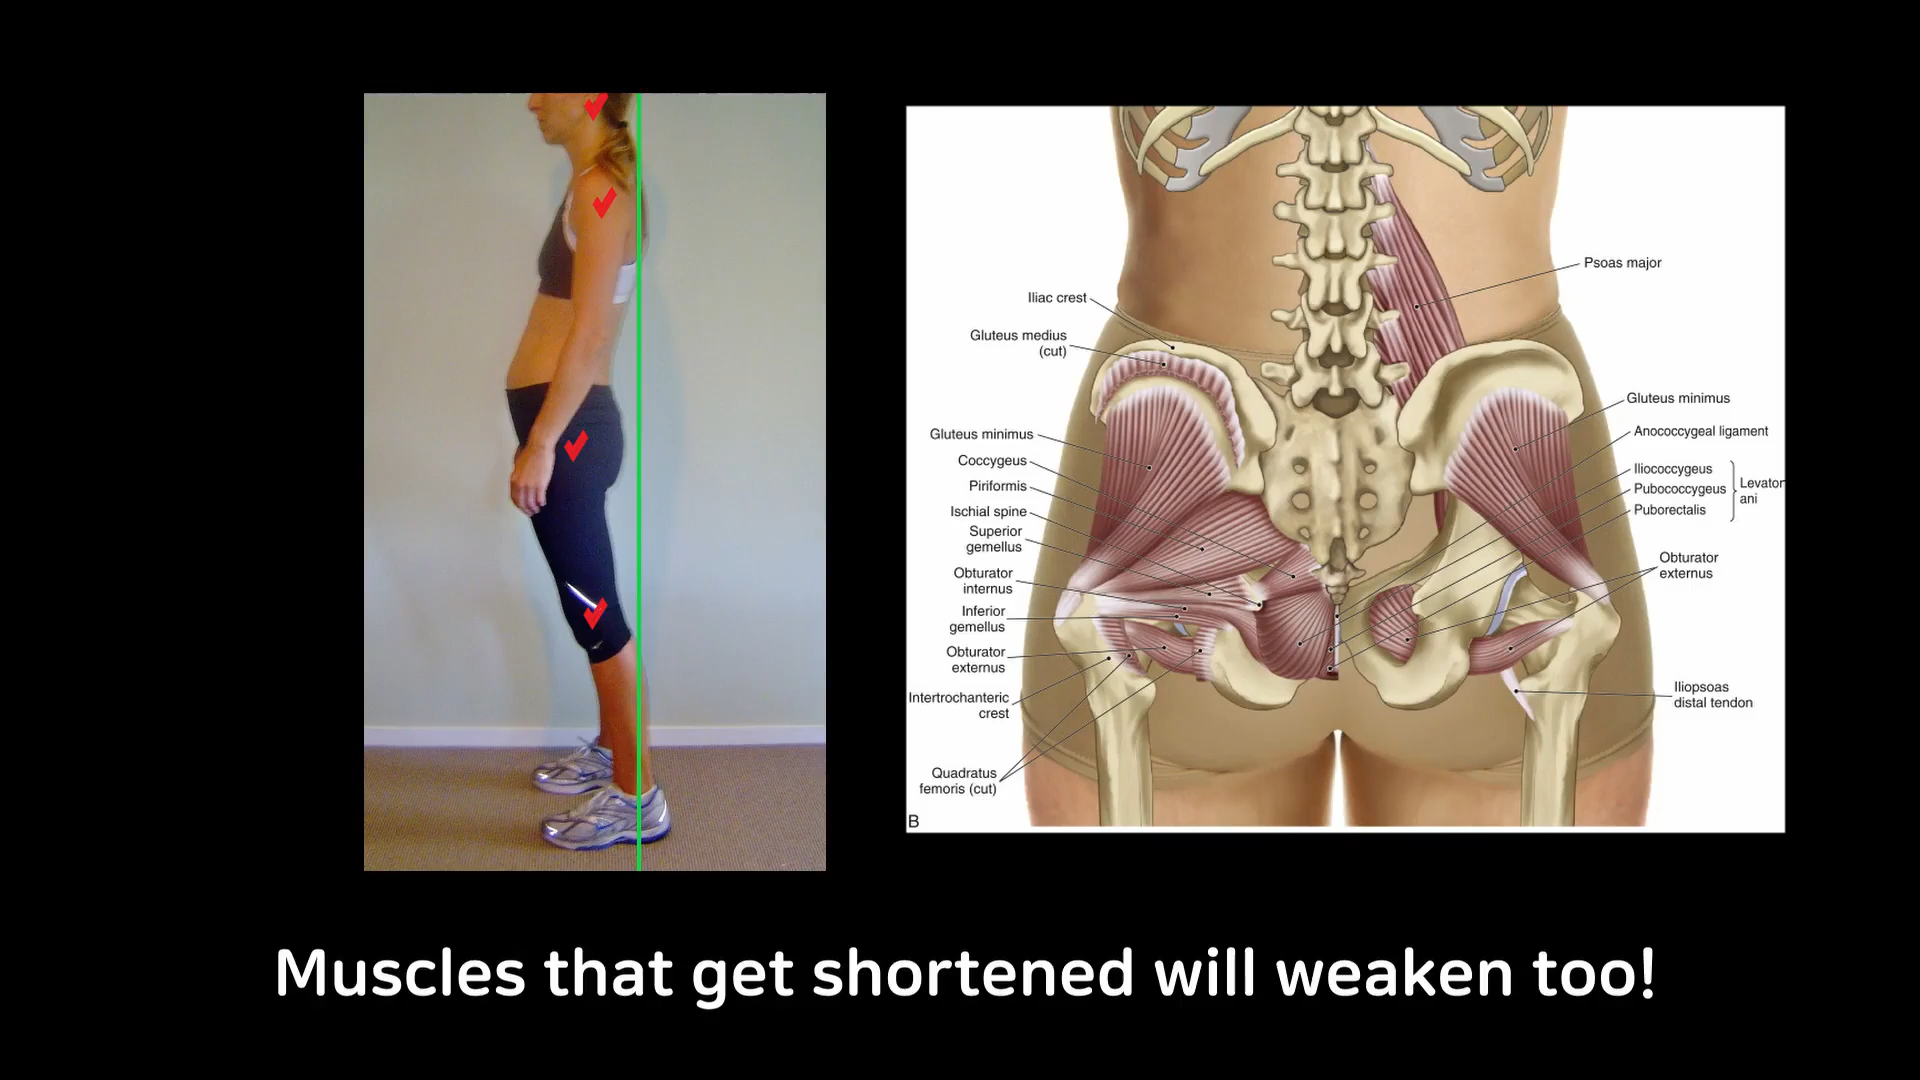 Psoas major
Iliac crest
Gluteus medius
(cut)
Gluteus minimus
Gluteus minimus
Anococcygeal ligament
Coccygeus
Iliococcygeus
Piriformis
Pubococcygeus
Levator
ani
Ischial spine
Puborectalis
Superior
gemellus
Obturator
externus
Obturator
internus
Inferior
gemellus
Obturator
externus
Intertrochanteric
crest
Iliopsoas
distal tendon
Quadratus
femoris (cut)
B
Muscles that get shortened will weaken too!